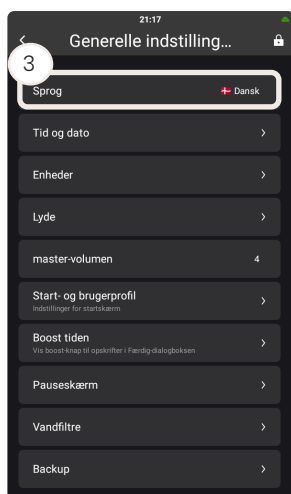 21:17
Generelle indstilling...
3
Sprog
Dansk
Tid og dato
Enheder
Lyde
master-volumen
4
Start- og brugerprofil
Indstillinger for startskærm
Boost tiden
Vis boost-knap til opskrifter i Færdig-dialogboksen
Pauseskærm
Vandfiltre
Backup